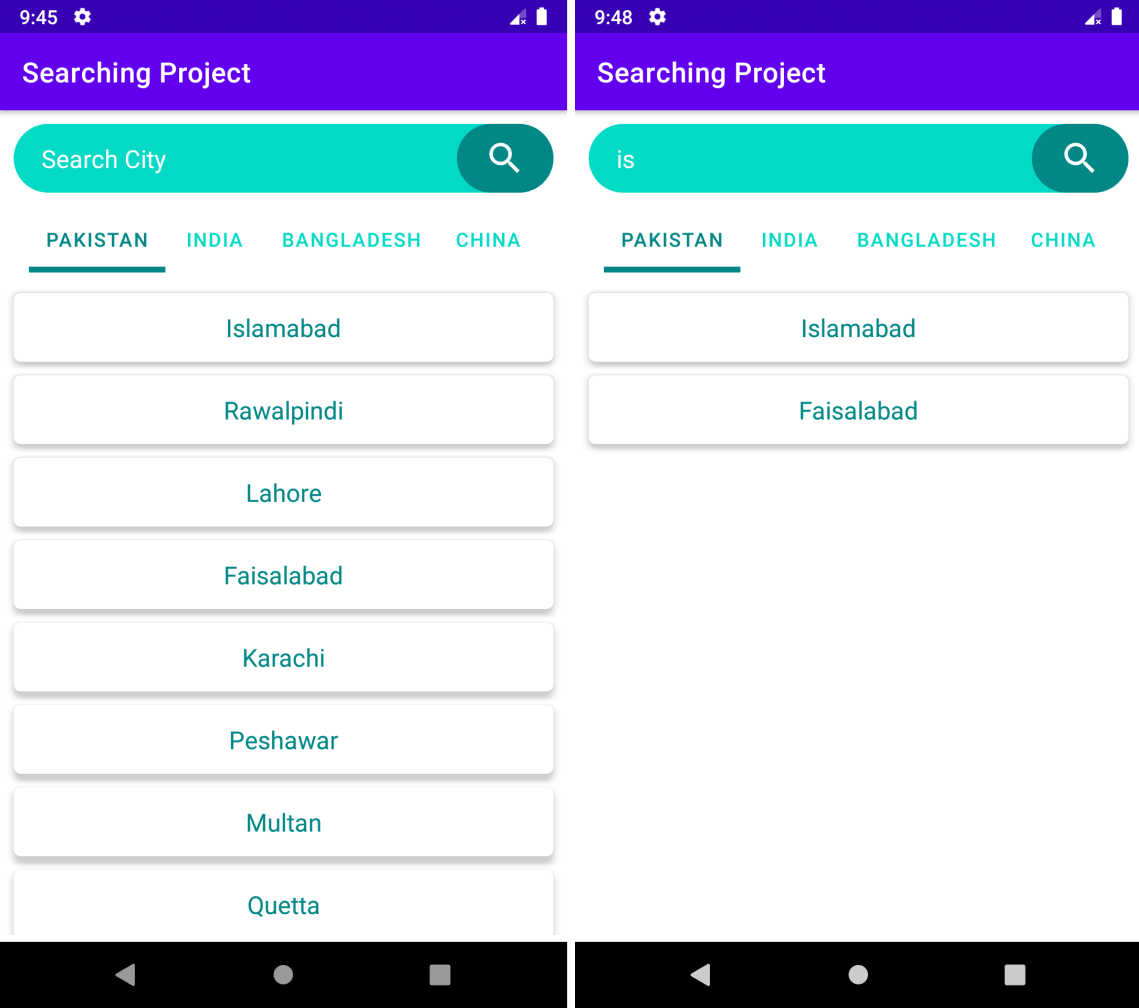 9:45
Searching Project
Search City
PAKISTAN INDIA BANGLADESH CHINA
Islamabad
Rawalpindi
Lahore
Faisalabad
Karachi
Peshawar
Multan
Quetta
9:48
Searching Project
is
PAKISTAN INDIA BANGLADESH CHINA
Islamabad
Faisalabad